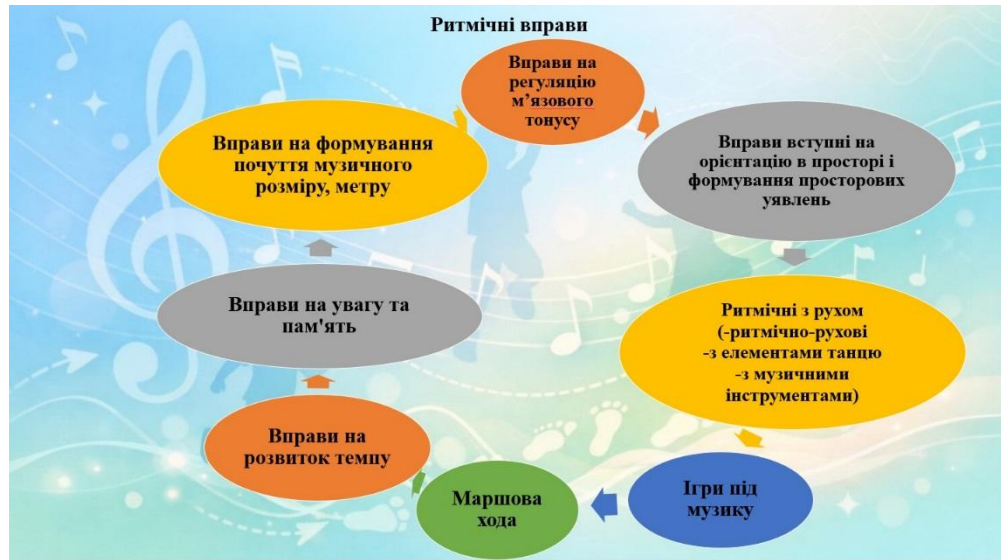 Ритмічні вправи
Вправи на
регуляцію
м’язового
тонусу
Вправи вступні на
орієнтацію в просторі і
формування просторових
уявлень
Ритмічні з рухом
(-ритмічно-рухові
-з елементами танцю
-з музичними
інструментами)
Ігри під
музику
Маршова
хода
Вправи на
розвиток темпу
Вправи на увагу та
пам'ять
Вправи на формування
почуття музичного
розміру, метру